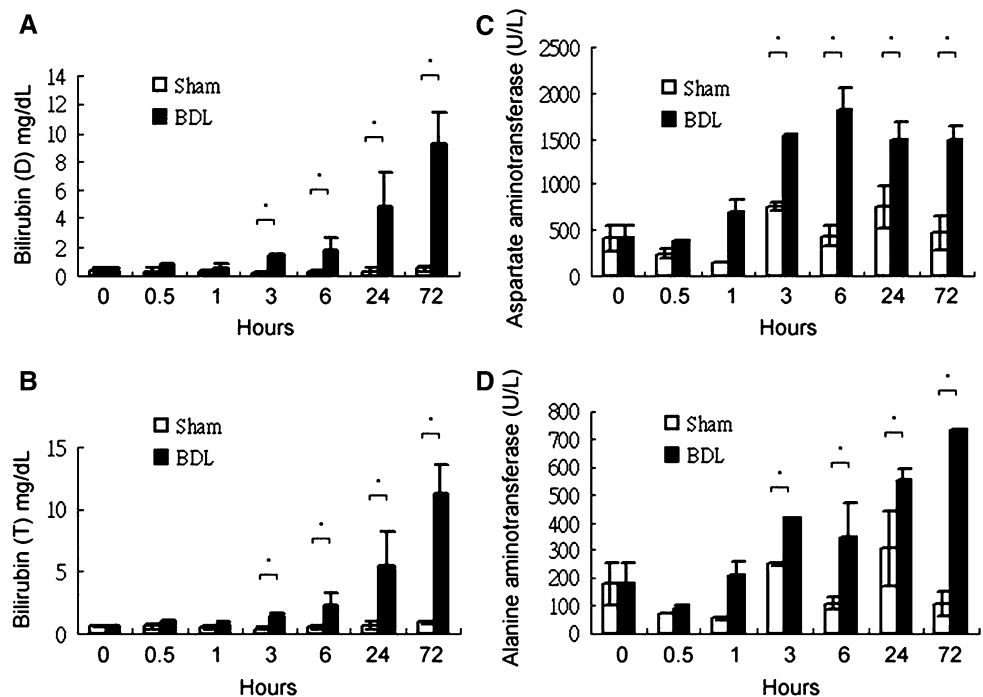 A
Bilirubin (D) mg/dL
14
12
10
8
6
4
2
0
Sham
BDL
*
*
*
*
0 0.5 1 3 6 24 72
Hours
C
Aspartate aminotransferase (U/L)
2500
2000
1500
1000
500
0
Sham
BDL
*
*
*
*
0 0.5 1 3 6 24 72
Hours
B
Bilirubin (T) mg/dL
15
10
5
0
Sham
BDL
*
*
*
*
0 0.5 1 3 6 24 72
Hours
D
Alanine aminotransferase (U/L)
800
700
600
500
400
300
200
100
0
Sham
BDL
*
*
*
*
0 0.5 1 3 6 24 72
Hours